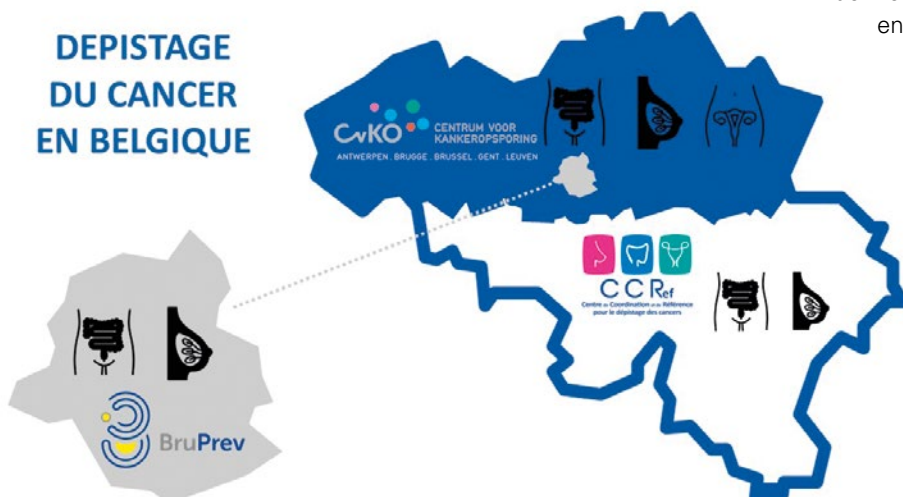 en
DEPISTAGE
DU CANCER
EN BELGIQUE
CvKO
CENTRUM VOOR
KANKEROPSPORING
ANTWERPEN . BRUGGE . BRUSSEL . GENT . LEUVEN
CCRef
Centre de Coordination et de Référence
pour le dépistage des cancers
BruPrev